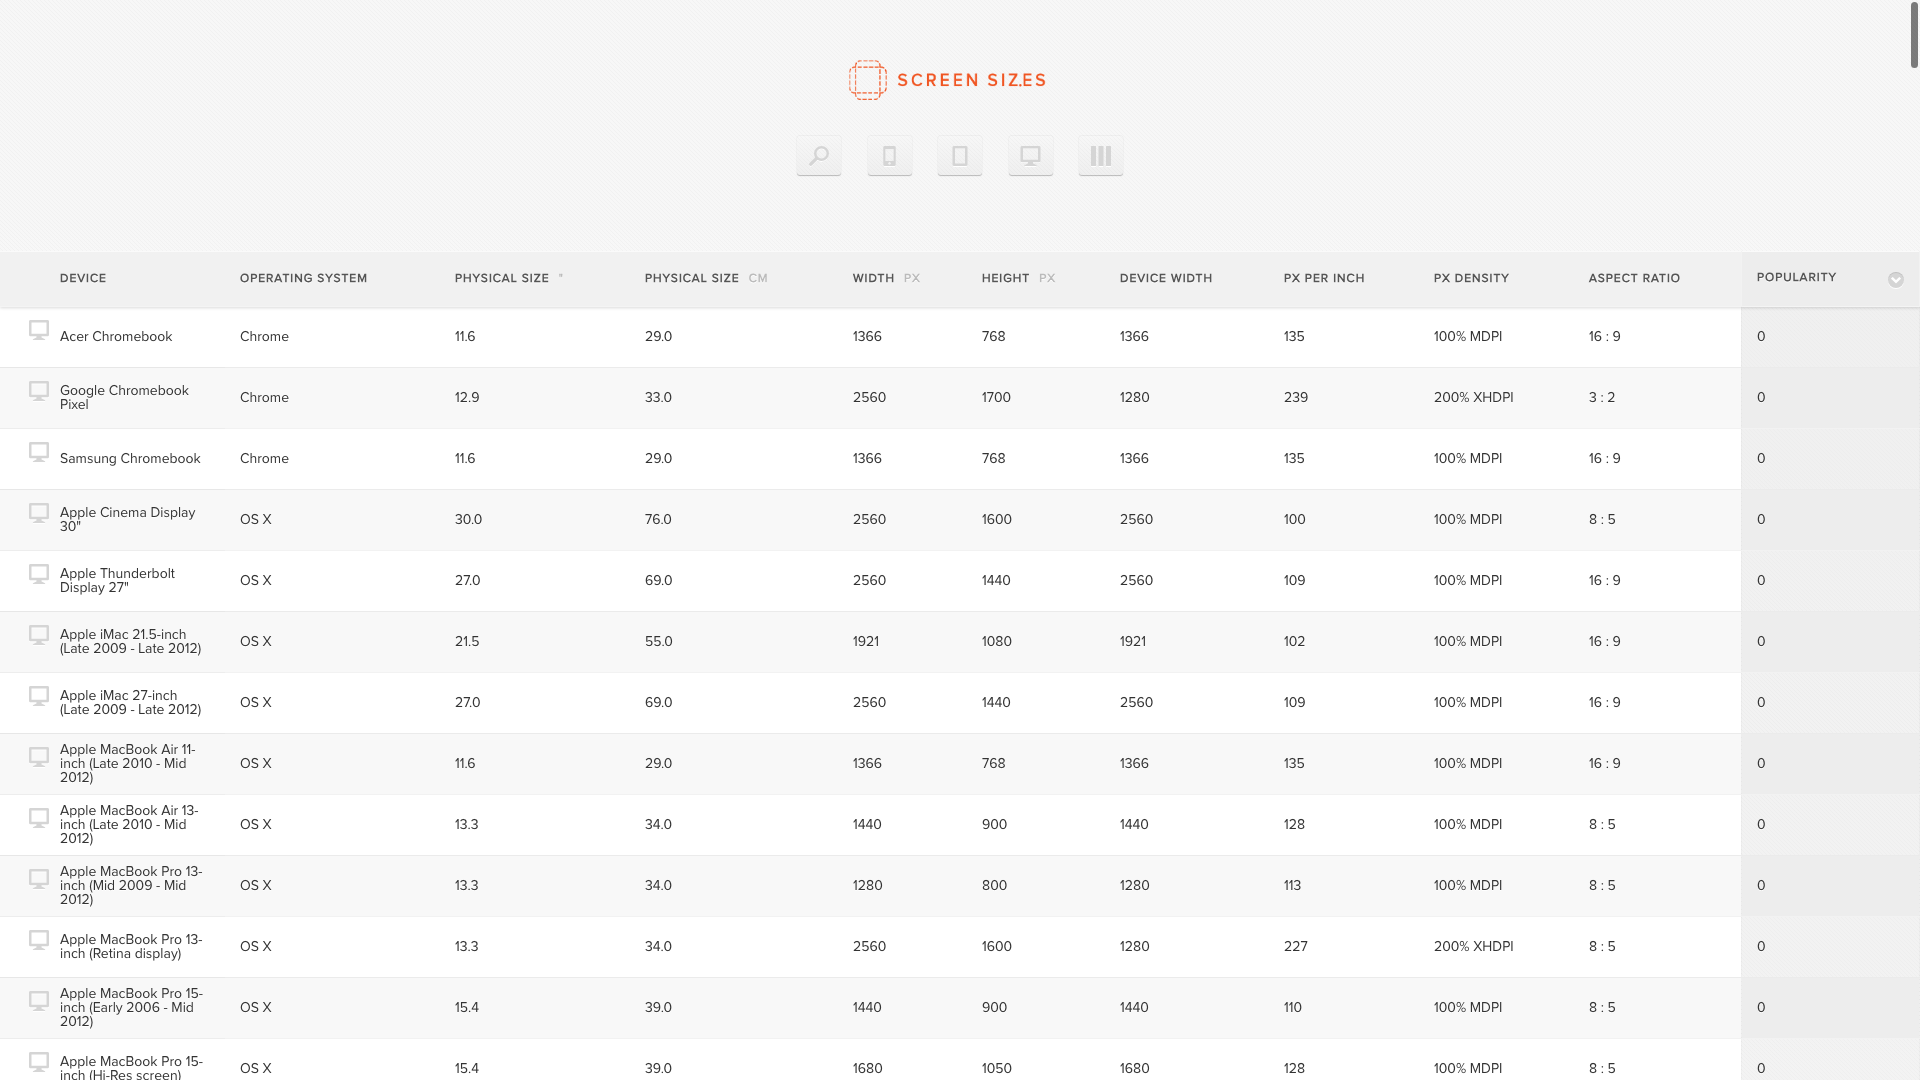 SCREEN SIZ.ES
DEVICE OPERATING SYSTEM PHYSICAL SIZE " PHYSICAL SIZE CM WIDTH PX HEIGHT PX DEVICE WIDTH PX PER INCH PX DENSITY ASPECT RATIO POPULARITY
Acer Chromebook Chrome 11.6 29.0 1366 768 1366 135 100% MDPI 16 : 9 0
Google Chromebook
Pixel Chrome 12.9 33.0 2560 1700 1280 239 200% XHDPI 3 : 2 0
Samsung Chromebook Chrome 11.6 29.0 1366 768 1366 135 100% MDPI 16 : 9 0
Apple Cinema Display
30" OS X 30.0 76.0 2560 1600 2560 100 100% MDPI 8 : 5 0
Apple Thunderbolt
Display 27" OS X 27.0 69.0 2560 1440 2560 109 100% MDPI 16 : 9 0
Apple iMac 21.5-inch
(Late 2009 - Late 2012) OS X 21.5 55.0 1921 1080 1921 102 100% MDPI 16 : 9 0
Apple iMac 27-inch
(Late 2009 - Late 2012) OS X 27.0 69.0 2560 1440 2560 109 100% MDPI 16 : 9 0
Apple MacBook Air 11-
inch (Late 2010 - Mid
2012) OS X 11.6 29.0 1366 768 1366 135 100% MDPI 16 : 9 0
Apple MacBook Air 13-
inch (Late 2010 - Mid
2012) OS X 13.3 34.0 1440 900 1440 128 100% MDPI 8 : 5 0
Apple MacBook Pro 13-
inch (Mid 2009 - Mid
2012) OS X 13.3 34.0 1280 800 1280 113 100% MDPI 8 : 5 0
Apple MacBook Pro 13-
inch (Retina display) OS X 13.3 34.0 2560 1600 1280 227 200% XHDPI 8 : 5 0
Apple MacBook Pro 15-
inch (Early 2006 - Mid
2012) OS X 15.4 39.0 1440 900 1440 110 100% MDPI 8 : 5 0
Apple MacBook Pro 15-
inch (Hi-Res screen) OS X 15.4 39.0 1680 1050 1680 128 100% MDPI 8 : 5 0